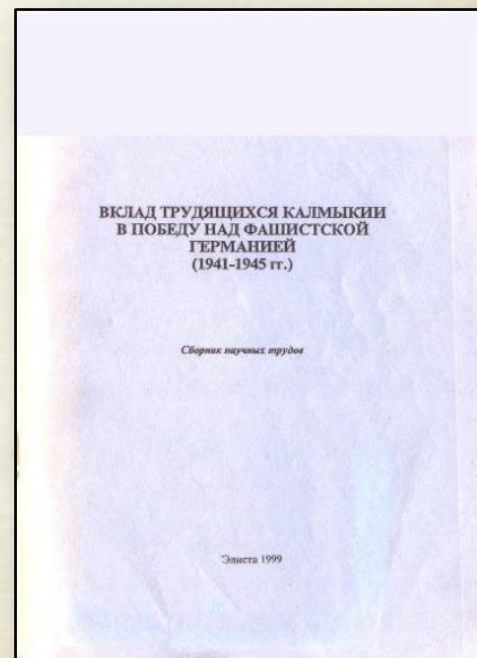 ВКЛАД ТРУДЯЩИХСЯ КАЛМЫКИИ
В ПОБЕДУ НАД ФАШИСТСКОЙ
ГЕРМАНИЕЙ
(1941-1945 гг.)
Сборник научных трудов
Элиста 1999